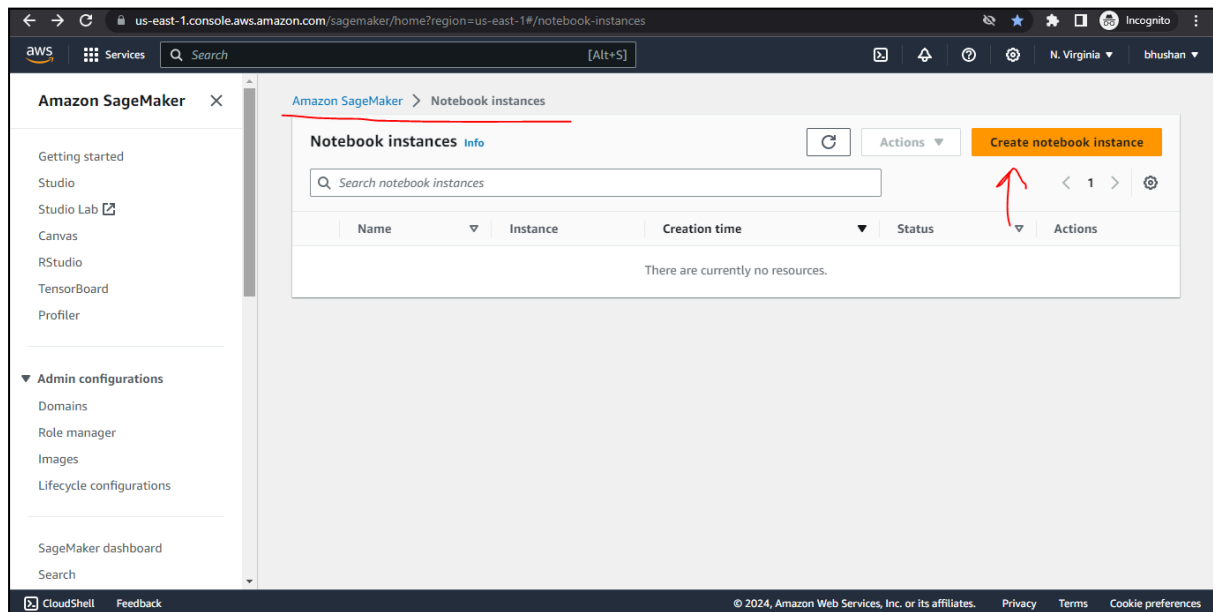 us-east-1.console.aws.amazon.com/sagemaker/home?region=us-east-1#/notebook-instances Incognito
aws Services Search [Alt+S] N. Virginia bhushan
Amazon SageMaker
Getting started
Studio
Studio Lab
Canvas
RStudio
TensorBoard
Profiler
Admin configurations
Domains
Role manager
Images
Lifecycle configurations
SageMaker dashboard
Search
Amazon SageMaker > Notebook instances
Notebook instances Info Actions Create notebook instance
Search notebook instances < 1 >
Name Instance Creation time Status Actions
There are currently no resources.
CloudShell Feedback © 2024, Amazon Web Services, Inc. or its affiliates. Privacy Terms Cookie preferences